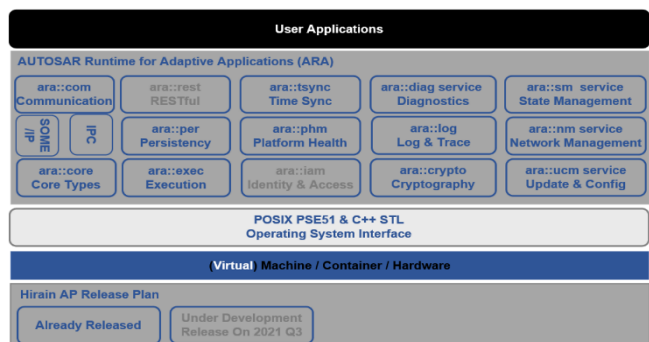 User Applications
AUTOSAR Runtime for Adaptive Applications (ARA)
ara::com
Communication
ara::rest
RESTful
ara::tsync
Time Sync
ara::diag service
Diagnostics
ara::sm service
State Management
SOME
/IP
IPC
ara::per
Persistency
ara::phm
Platform Health
ara::log
Log & Trace
ara::nm service
Network Management
ara::core
Core Types
ara::exec
Execution
ara::iam
Identity & Access
ara::crypto
Cryptography
ara::ucm service
Update & Config
POSIX PSE51 & C++ STL
Operating System Interface
(Virtual) Machine / Container / Hardware
Hirain AP Release Plan
Already Released
Under Development
Release On 2021 Q3